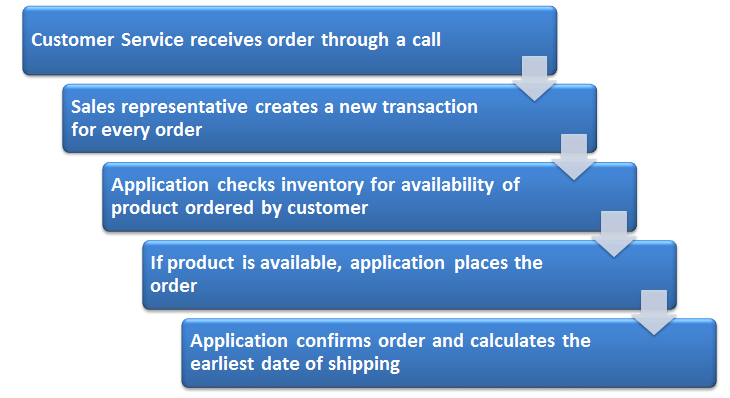 Customer Service receives order through a call
Sales representative creates a new transaction
for every order
Application checks inventory for availability of
product ordered by customer
If product is available, application places the
order
Application confirms order and calculates the
earliest date of shipping